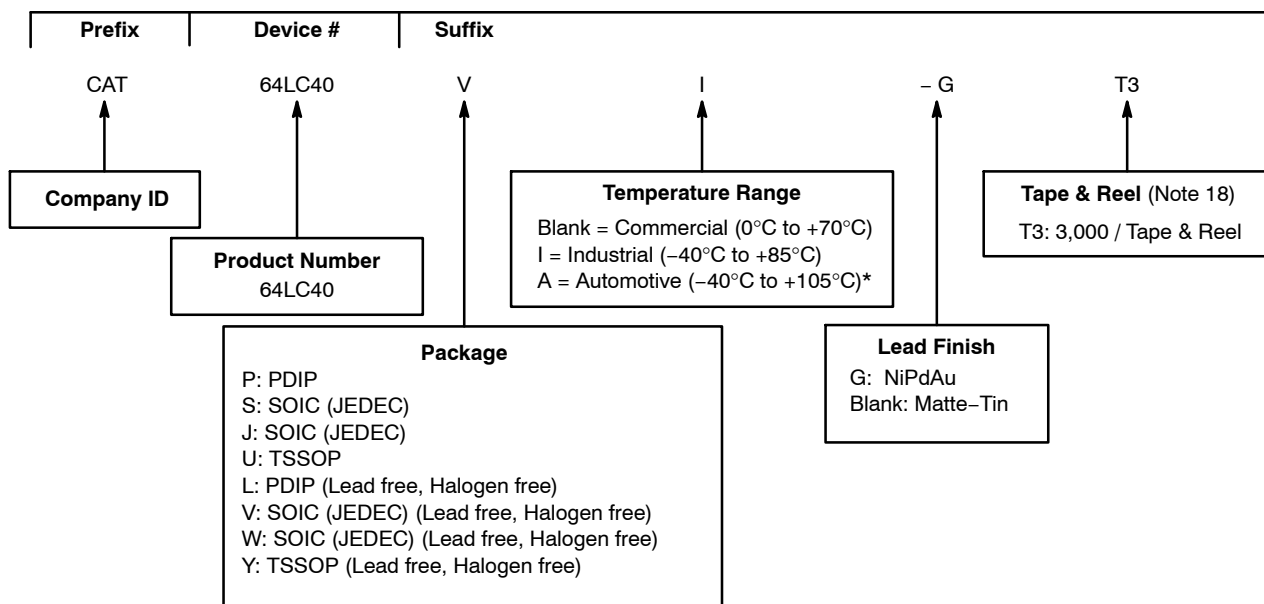 Prefix Device # Suffix
CAT 64LC40 V I – G T3
Company ID
Product Number
64LC40
Temperature Range
Blank = Commercial (0°C to +70°C)
I = Industrial (−40°C to +85°C)
A = Automotive (−40°C to +105°C)*
Tape & Reel (Note 18)
T3: 3,000 / Tape & Reel
Package
P: PDIP
S: SOIC (JEDEC)
J: SOIC (JEDEC)
U: TSSOP
L: PDIP (Lead free, Halogen free)
V: SOIC (JEDEC) (Lead free, Halogen free)
W: SOIC (JEDEC) (Lead free, Halogen free)
Y: TSSOP (Lead free, Halogen free)
Lead Finish
G: NiPdAu
Blank: Matte−Tin